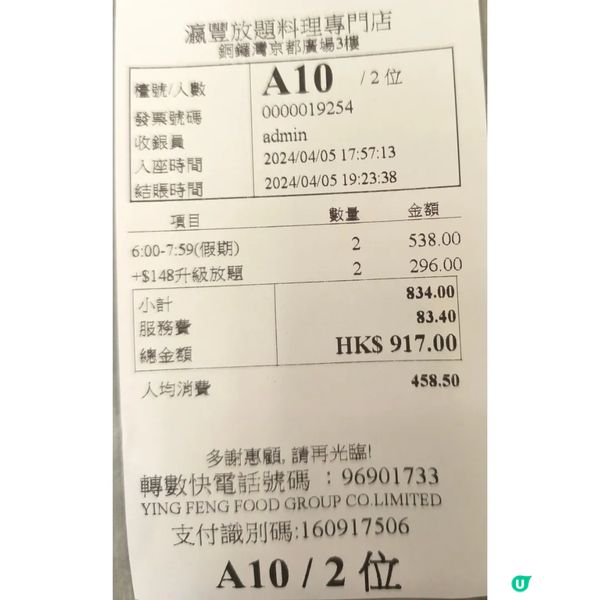 瀛豐放題料理專門店
銅鑼灣京都廣場3樓
檯號/人數 A10 / 2 位
發票號碼 0000019254
收銀員 admin
入座時間 2024/04/05 17:57:13
結賬時間 2024/04/05 19:23:38
項目 數量 金額
6:00-7:59(假期) 2 538.00
+$148升級放題 2 296.00
小計 834.00
服務費 83.40
總金額 HK$ 917.00
人均消費 458.50
多謝惠顧, 請再光臨!
轉數快電話號碼 : 96901733
YING FENG FOOD GROUP CO.LIMITED
支付識別碼:160917506
A10 / 2 位
U